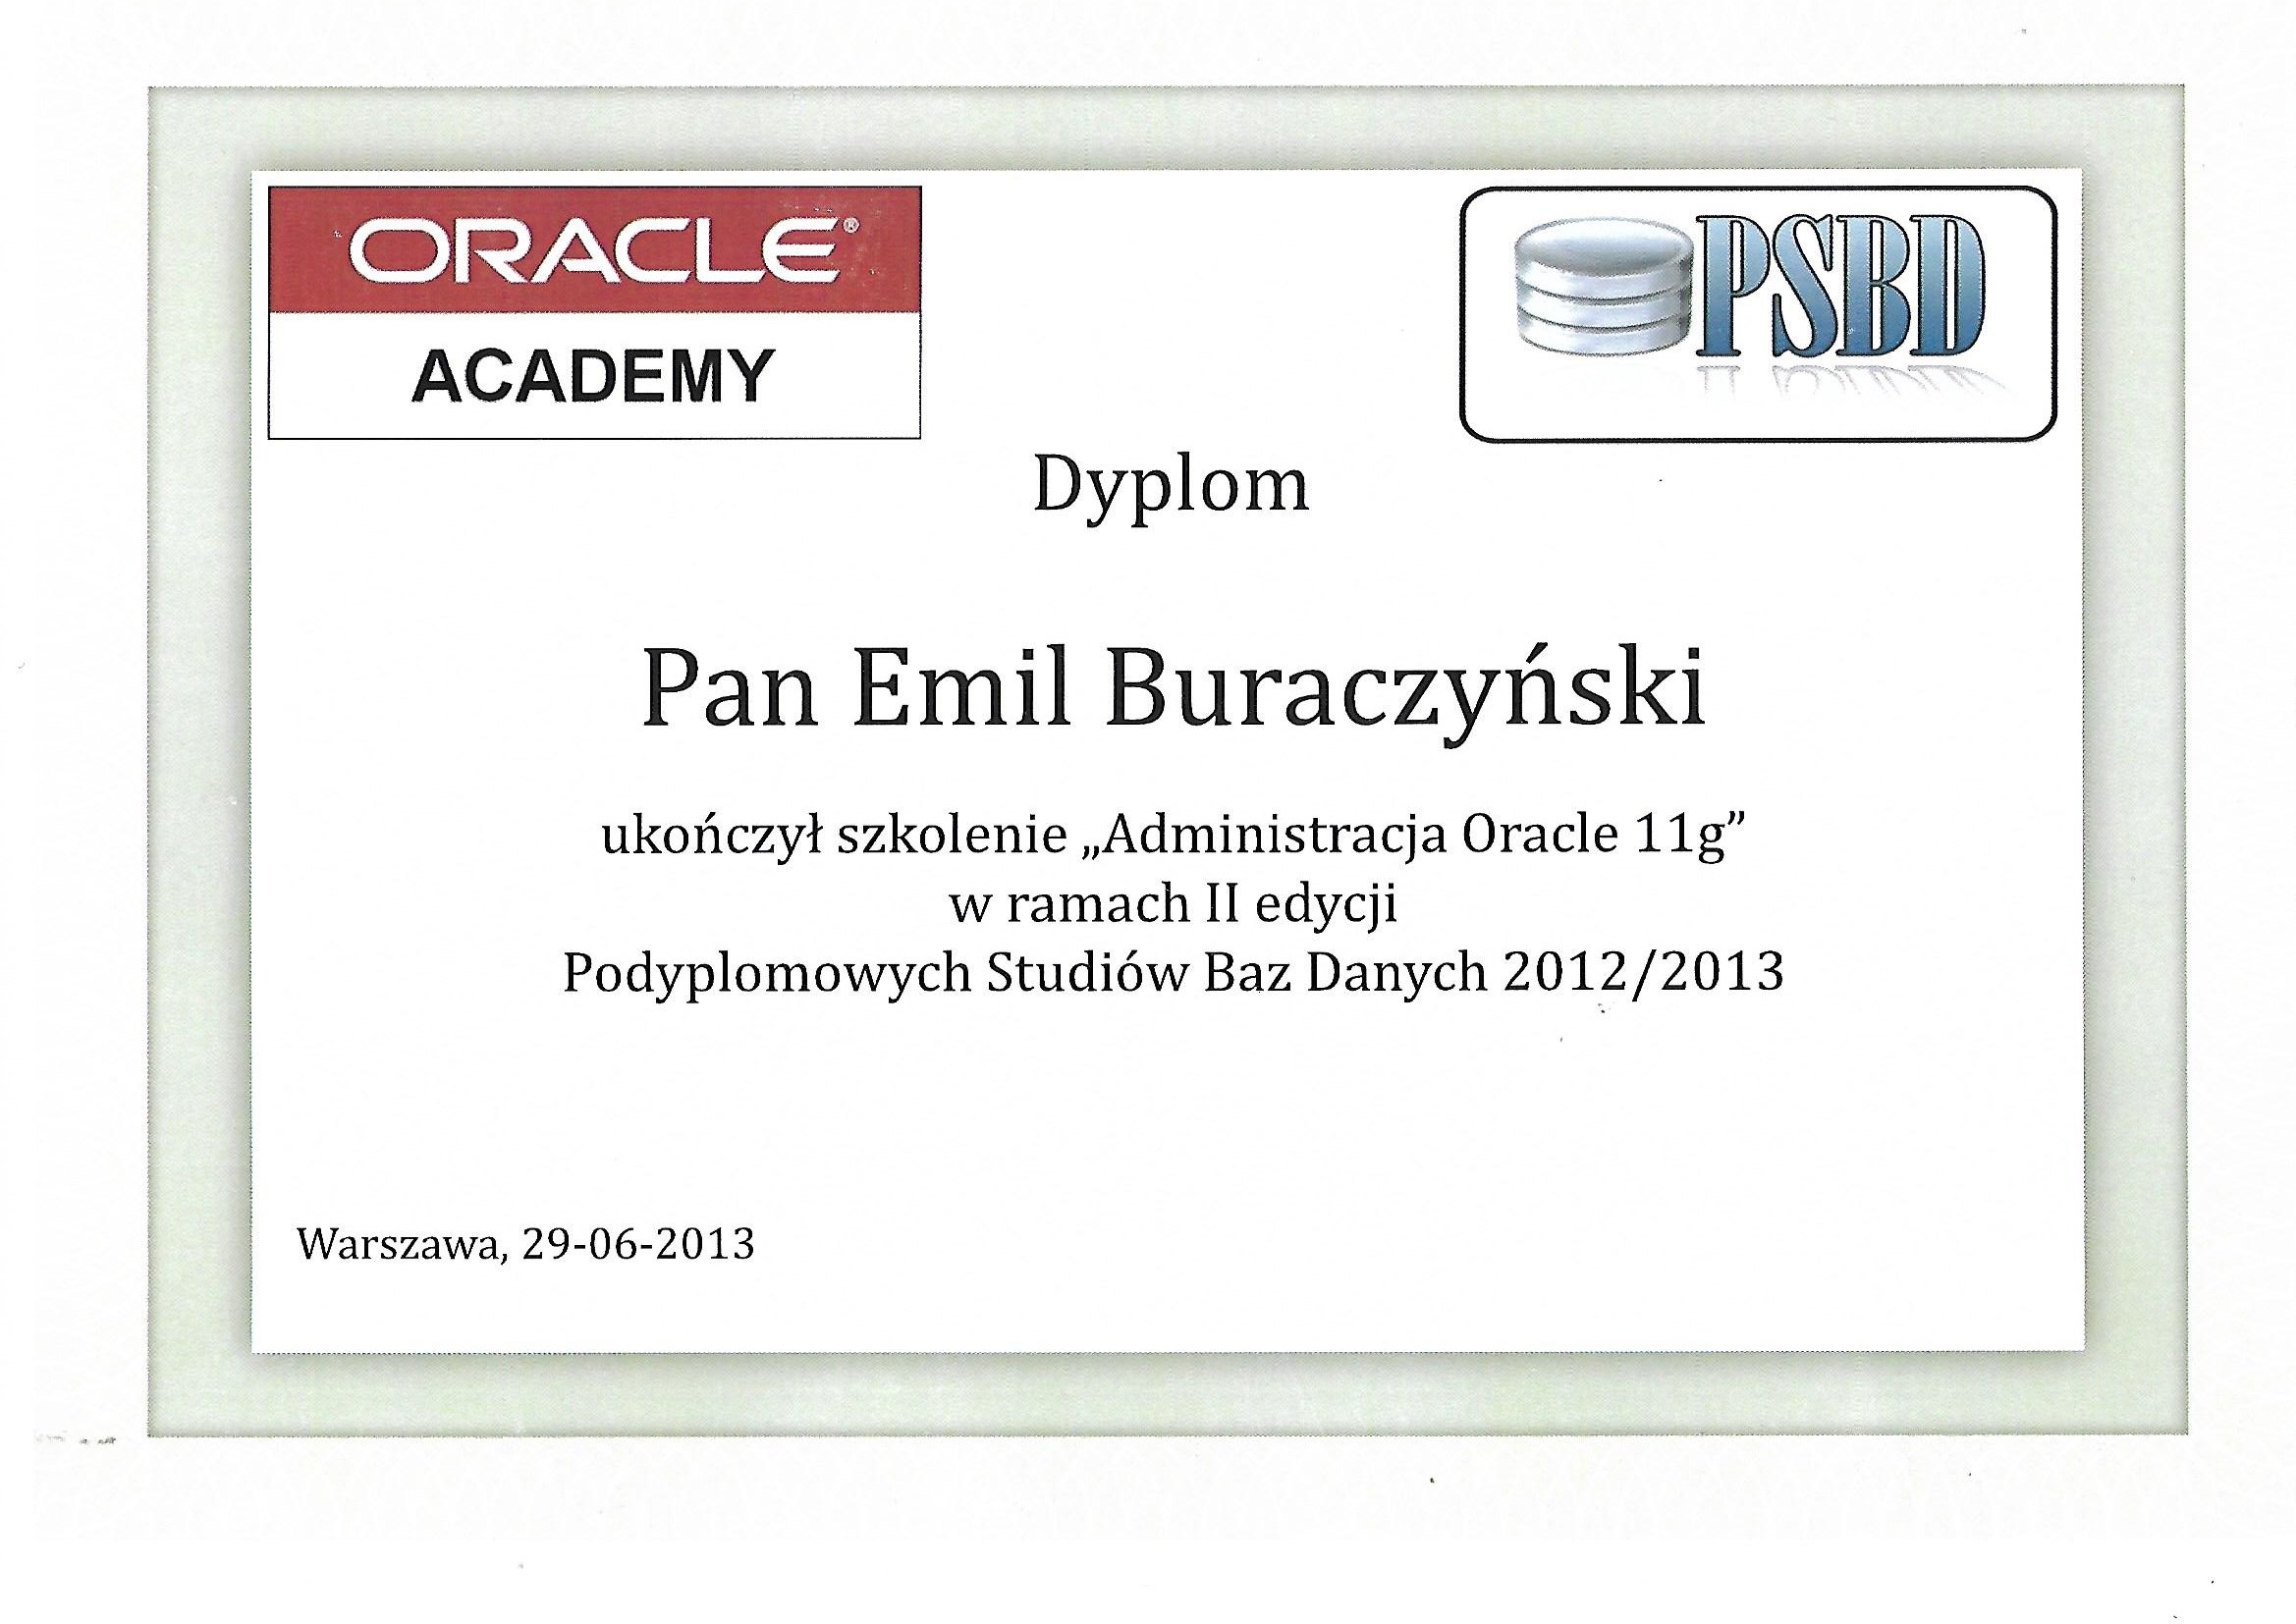 ORACLE®
ACADEMY
PSBD
Dyplom
Pan Emil Buraczyński
ukończył szkolenie „Administracja Oracle 11g”
w ramach II edycji
Podyplomowych Studiów Baz Danych 2012/2013
Warszawa, 29-06-2013